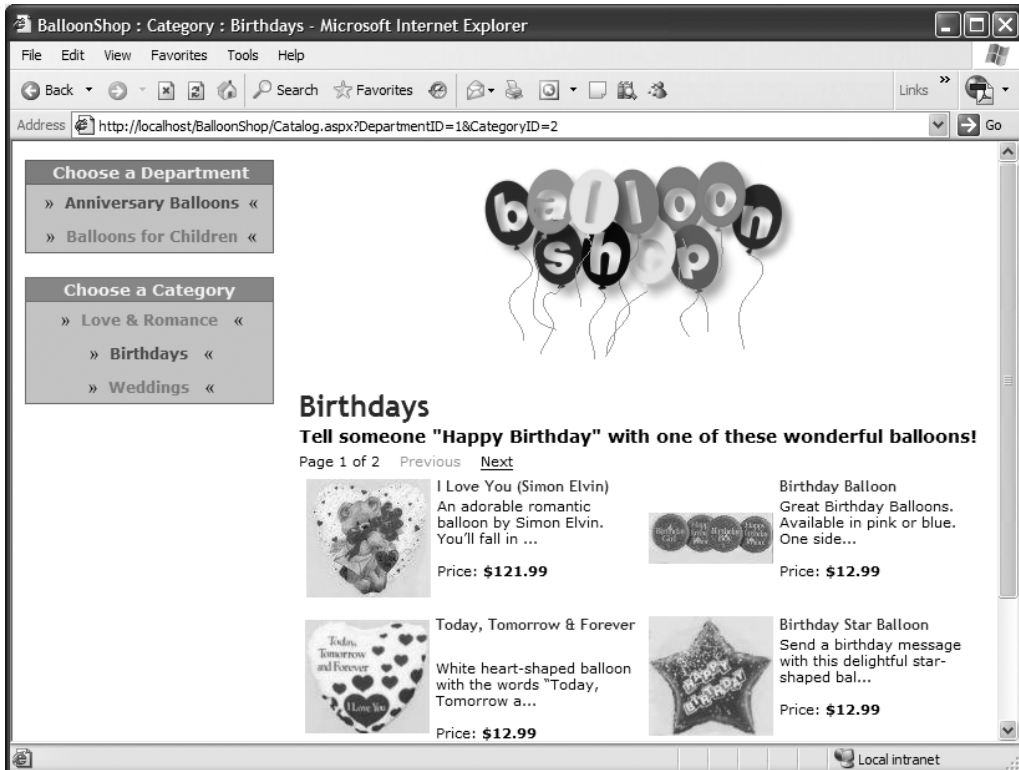 BalloonShop : Category : Birthdays - Microsoft Internet Explorer
File Edit View Favorites Tools Help
Back Search Favorites Links »
Address http://localhost/BalloonShop/Catalog.aspx?DepartmentID=1&CategoryID=2 Go
Choose a Department
» Anniversary Balloons «
» Balloons for Children «
Choose a Category
» Love & Romance «
» Birthdays «
» Weddings «
balloon
shop
Birthdays
Tell someone "Happy Birthday" with one of these wonderful balloons!
Page 1 of 2 Previous Next
I Love You (Simon Elvin)
An adorable romantic
balloon by Simon Elvin.
You'll fall in ...
Price: $121.99
Birthday Balloon
Great Birthday Balloons.
Available in pink or blue.
One side...
Price: $12.99
Today,
Tomorrow
and Forever
I Love You
Today, Tomorrow & Forever
White heart-shaped balloon
with the words "Today,
Tomorrow a...
Price: $12.99
HAPPY
BIRTHDAY
Birthday Star Balloon
Send a birthday message
with this delightful star-
shaped bal...
Price: $12.99
Local intranet